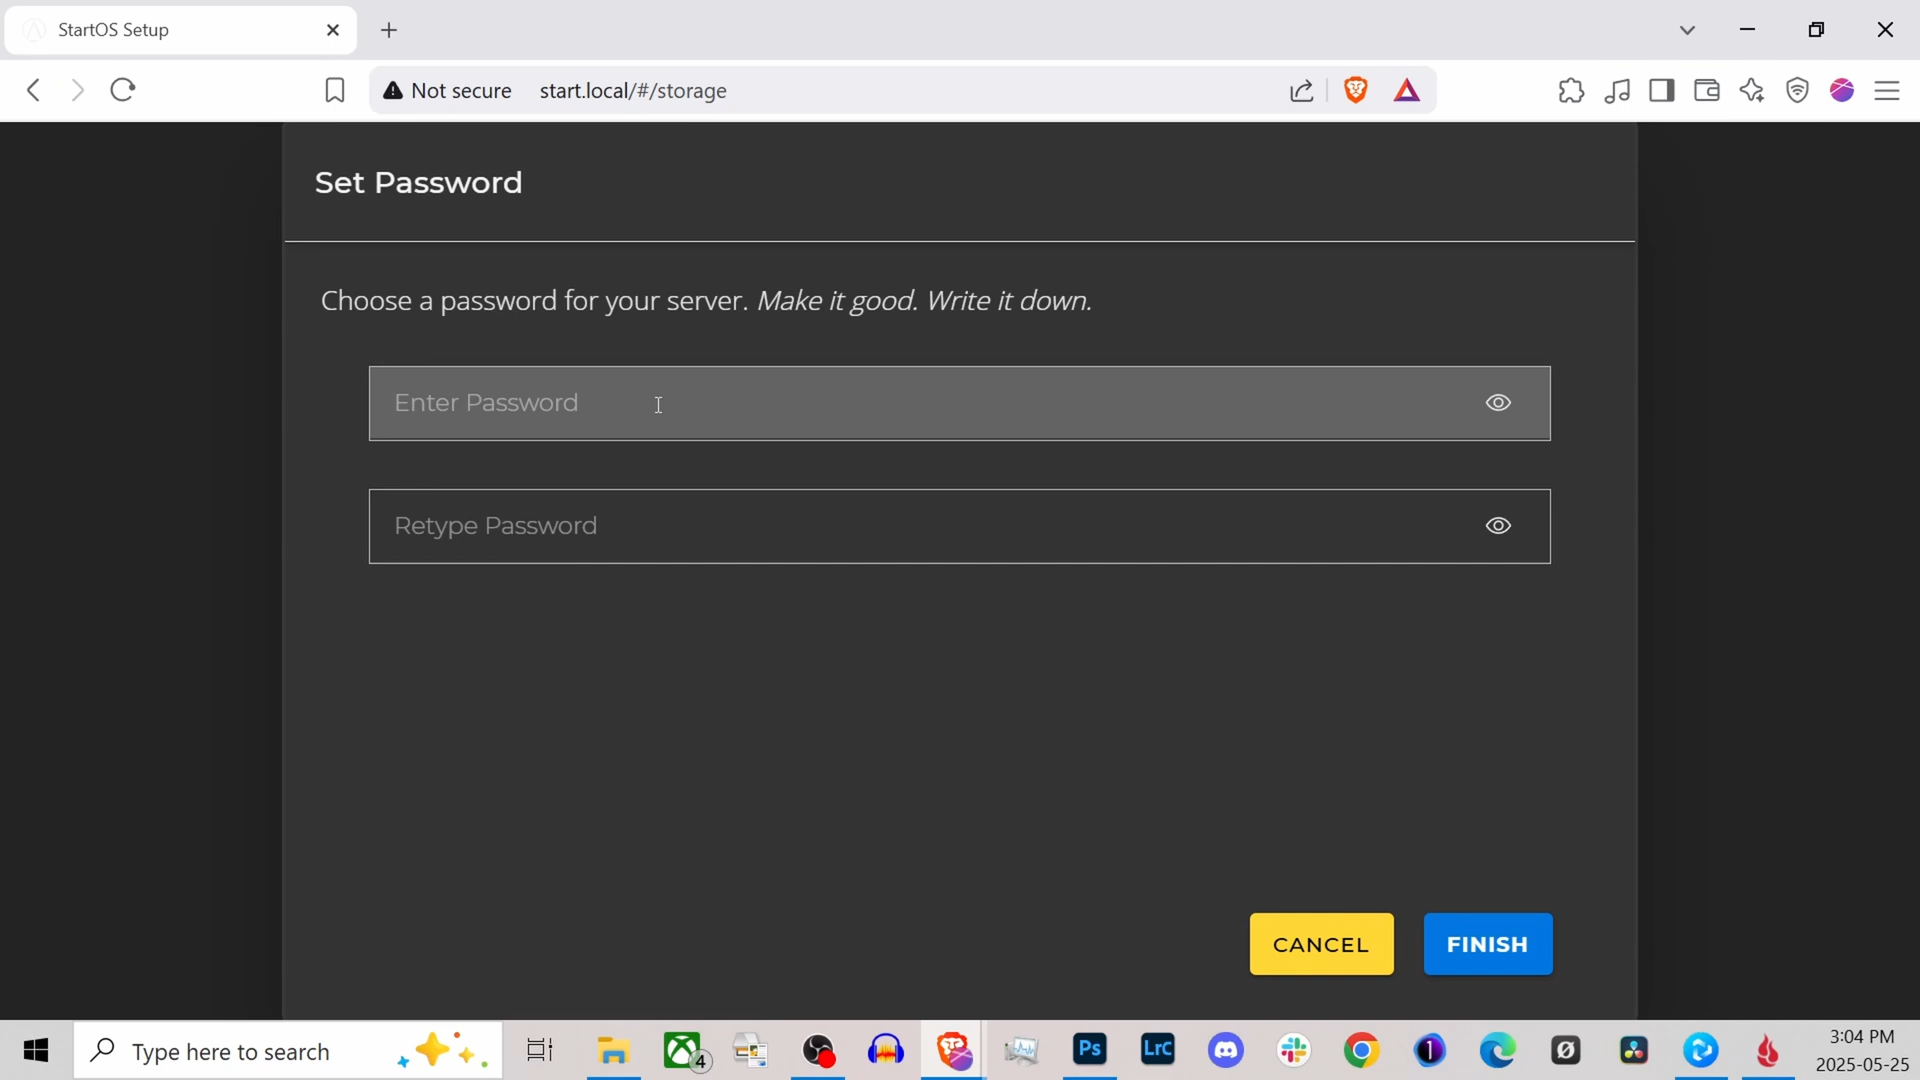 StartOS Setup
Not secure start.local/#/storage
Set Password
Choose a password for your server. Make it good. Write it down.
Enter Password
Retype Password
CANCEL FINISH
Type here to search
4
Ps
LrC
1
3:04 PM
2025-05-25